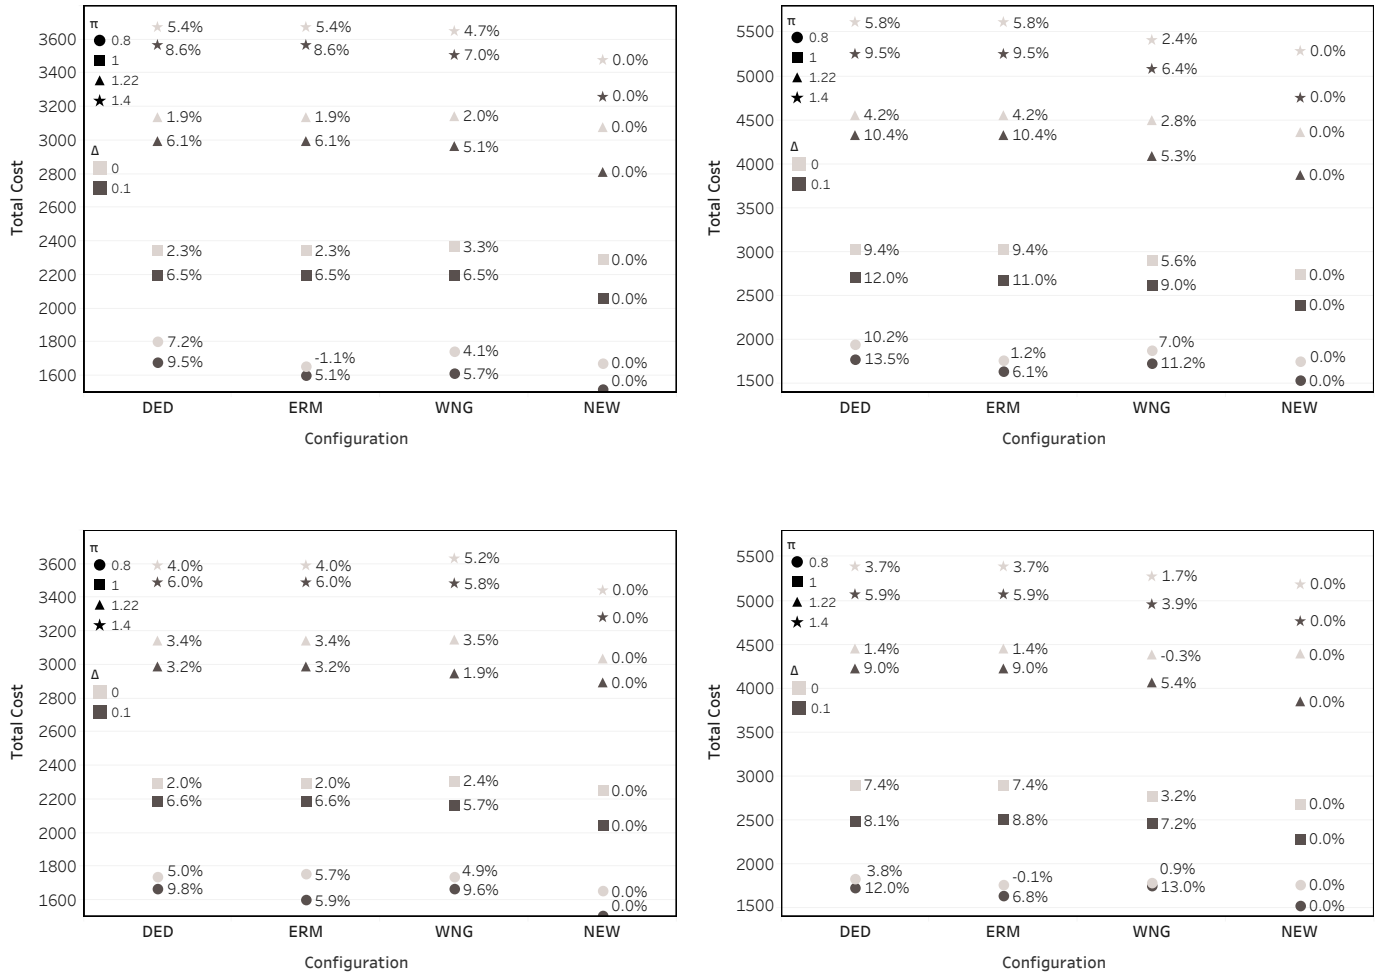 π
0.8
1
1.22
1.4
Δ
0
0.1
3600
3400
3200
3000
2800
2600
2400
2200
2000
1800
1600
Total Cost
5.4% 5.4% 4.7%
8.6% 8.6% 7.0% 0.0%
0.0%
1.9% 1.9% 2.0% 0.0%
6.1% 6.1% 5.1%
0.0%
2.3% 2.3% 3.3% 0.0%
6.5% 6.5% 6.5%
0.0%
7.2% -1.1% 4.1% 0.0%
9.5% 5.1% 5.7% 0.0%
DED ERM WNG NEW
Configuration
π
0.8
1
1.22
1.4
Δ
0
0.1
5500
5000
4500
4000
3500
3000
2500
2000
1500
Total Cost
5.8% 5.8% 2.4% 0.0%
9.5% 9.5% 6.4%
0.0%
4.2% 4.2% 2.8% 0.0%
10.4% 10.4% 5.3% 0.0%
9.4% 9.4% 5.6% 0.0%
12.0% 11.0% 9.0% 0.0%
10.2% 1.2% 7.0% 0.0%
13.5% 6.1% 11.2% 0.0%
DED ERM WNG NEW
Configuration
π
0.8
1
1.22
1.4
Δ
0
0.1
3600
3400
3200
3000
2800
2600
2400
2200
2000
1800
1600
Total Cost
4.0% 4.0% 5.2% 0.0%
6.0% 6.0% 5.8% 0.0%
3.4% 3.4% 3.5% 0.0%
3.2% 3.2% 1.9% 0.0%
2.0% 2.0% 2.4% 0.0%
6.6% 6.6% 5.7% 0.0%
5.0% 5.7% 4.9% 0.0%
9.8% 5.9% 9.6% 0.0%
DED ERM WNG NEW
Configuration
π
0.8
1
1.22
1.4
Δ
0
0.1
5500
5000
4500
4000
3500
3000
2500
2000
1500
Total Cost
3.7% 3.7% 1.7% 0.0%
5.9% 5.9% 3.9% 0.0%
1.4% 1.4% -0.3% 0.0%
9.0% 9.0% 5.4% 0.0%
7.4% 7.4% 3.2% 0.0%
8.1% 8.8% 7.2% 0.0%
3.8% -0.1% 0.9% 0.0%
12.0% 6.8% 13.0% 0.0%
DED ERM WNG NEW
Configuration